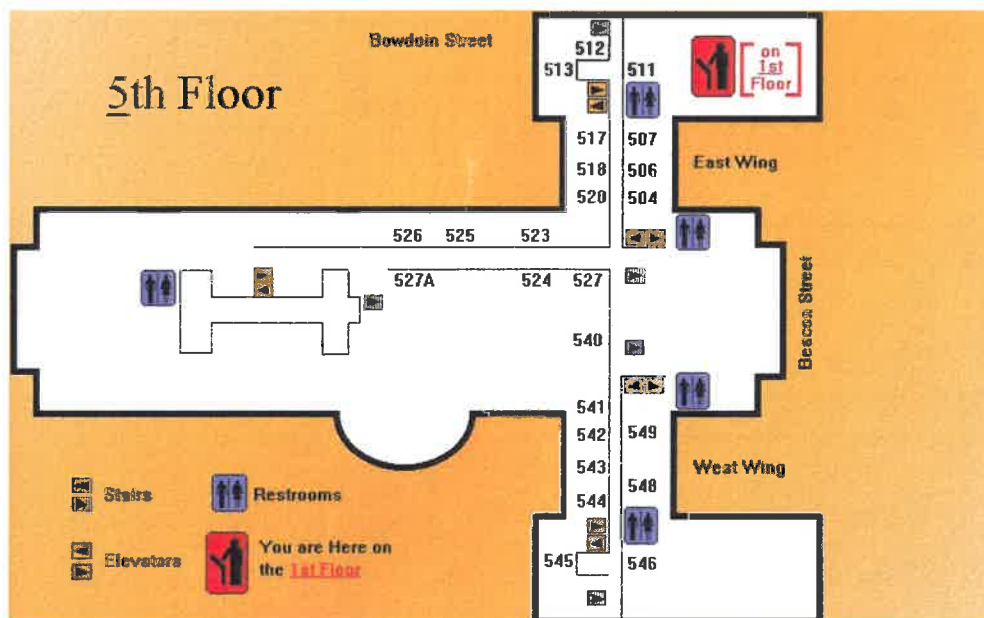 Bowdoin Street
512
513
511
on
1st
Floor
5th Floor
517
507
518
506
East Wing
520
504
526
525
523
527A
524
527
Beacon Street
540
541
542
549
543
Weat Wing
544
548
Stairs
Restrooms
Elevators
You are Here on
the 1st Floor
545
546